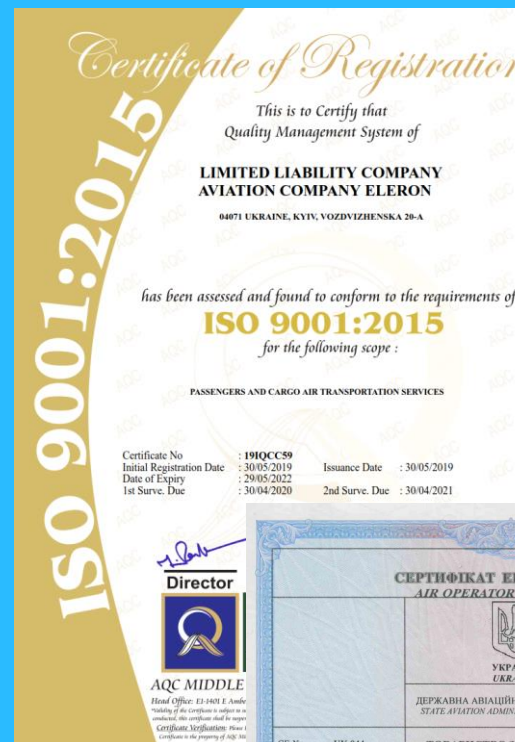 Certificate of Registration
This is to Certify that
Quality Management System of
LIMITED LIABILITY COMPANY
AVIATION COMPANY ELERON
04071 UKRAINE, KYIV, VOZDVIZHENSKA 20-A
has been assessed and found to conform to the requirements of
ISO 9001:2015
for the following scope :
PASSENGERS AND CARGO AIR TRANSPORTATION SERVICES
Certificate No : 19IQCC59
Initial Registration Date : 30/05/2019 Issuance Date : 30/05/2019
Date of Expiry : 29/05/2022
1st Surve. Due : 30/04/2020 2nd Surve. Due : 30/04/2021
ISO 9001:2015
Director
AQC MIDDLE
Head Office:
Certificate Verification:
СЕРТИФІКАТ
AIR OPERATOR
УКРА
UKRA
ДЕРЖАВНА АВІАЦІЙН
STATE AVIATION ADMIN